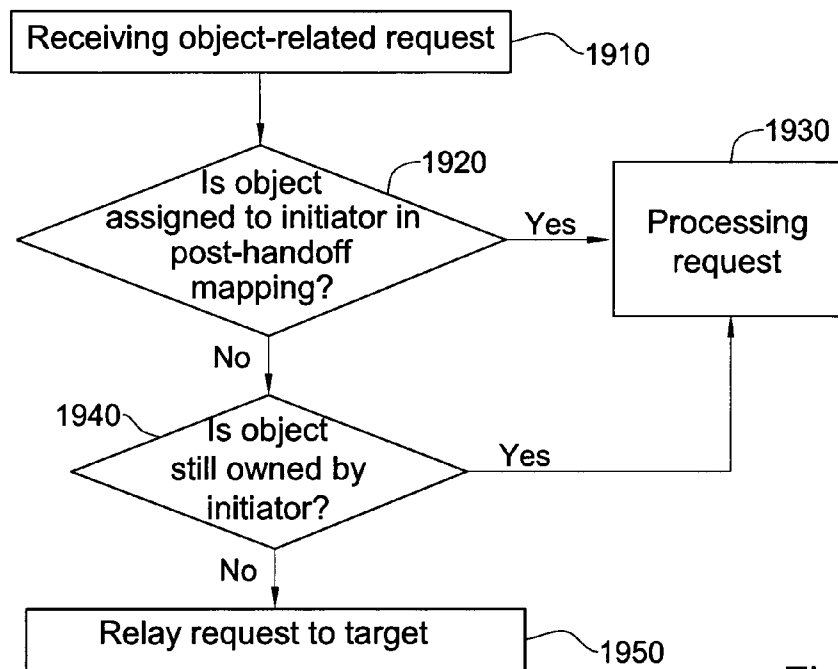 Receiving object-related request
1910
1920
Is object
assigned to initiator in
post-handoff
mapping?
Yes
1930
Processing
request
No
1940
Is object
still owned by
initiator?
Yes
No
Relay request to target
1950